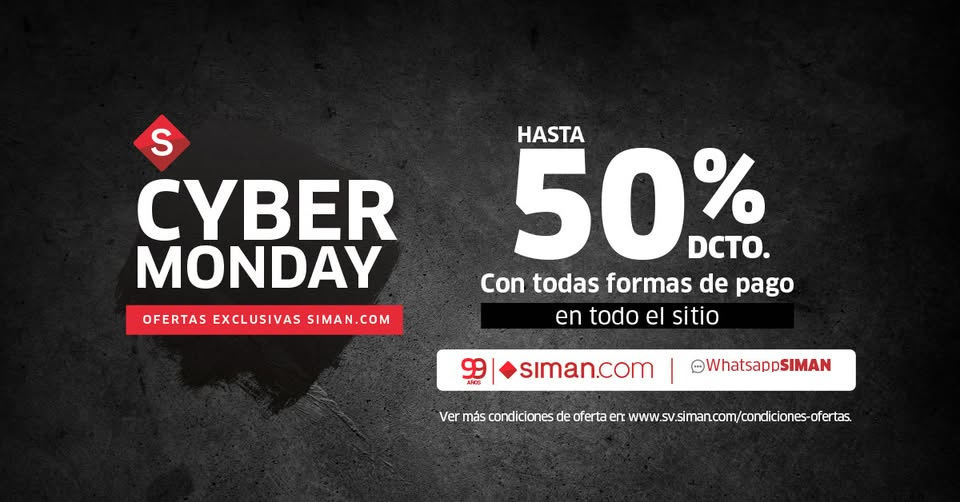 S
CYBER
MONDAY
OFERTAS EXCLUSIVAS SIMAN.COM
HASTA
50%
DCTO.
Con todas formas de pago
en todo el sitio
99
AÑOS
siman.com
WhatsappSIMAN
Ver más condiciones de oferta en: www.sv.siman.com/condiciones-ofertas.